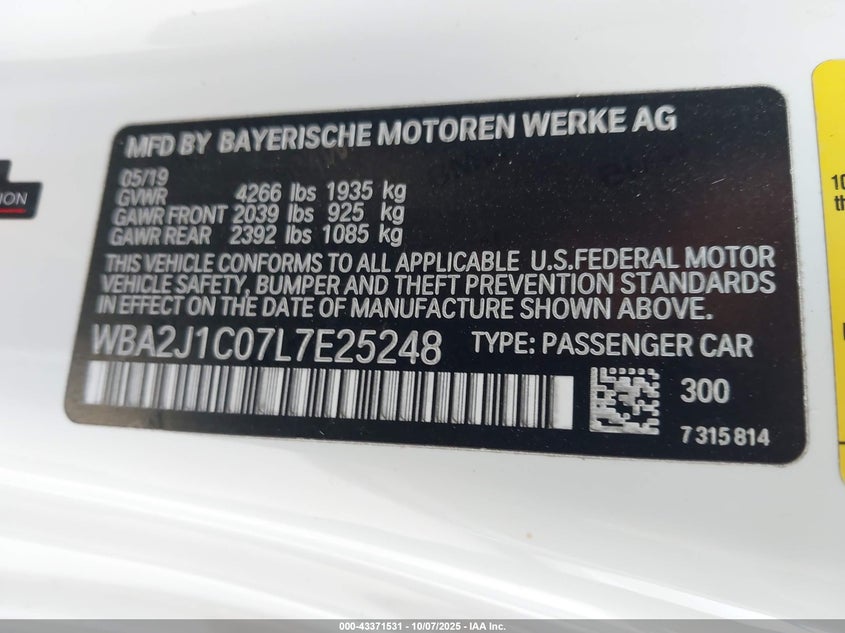 MFD BY BAYERISCHE MOTOREN WERKE AG
05/19
GVWR 4266 lbs 1935 kg
GAWR FRONT 2039 lbs 925 kg
GAWR REAR 2392 lbs 1085 kg
THIS VEHICLE CONFORMS TO ALL APPLICABLE U.S.FEDERAL MOTOR
VEHICLE SAFETY, BUMPER AND THEFT PREVENTION STANDARDS
IN EFFECT ON THE DATE OF MANUFACTURE SHOWN ABOVE.
WBA2J1C07L7E25248 TYPE: PASSENGER CAR
300
7 315 814
000-43371531 - 10/07/2025 - IAA Inc.